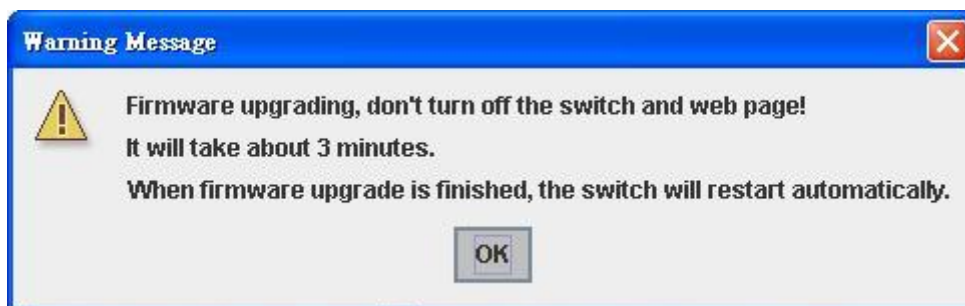 Warning Message
Firmware upgrading, don't turn off the switch and web page!
It will take about 3 minutes.
When firmware upgrade is finished, the switch will restart automatically.
OK